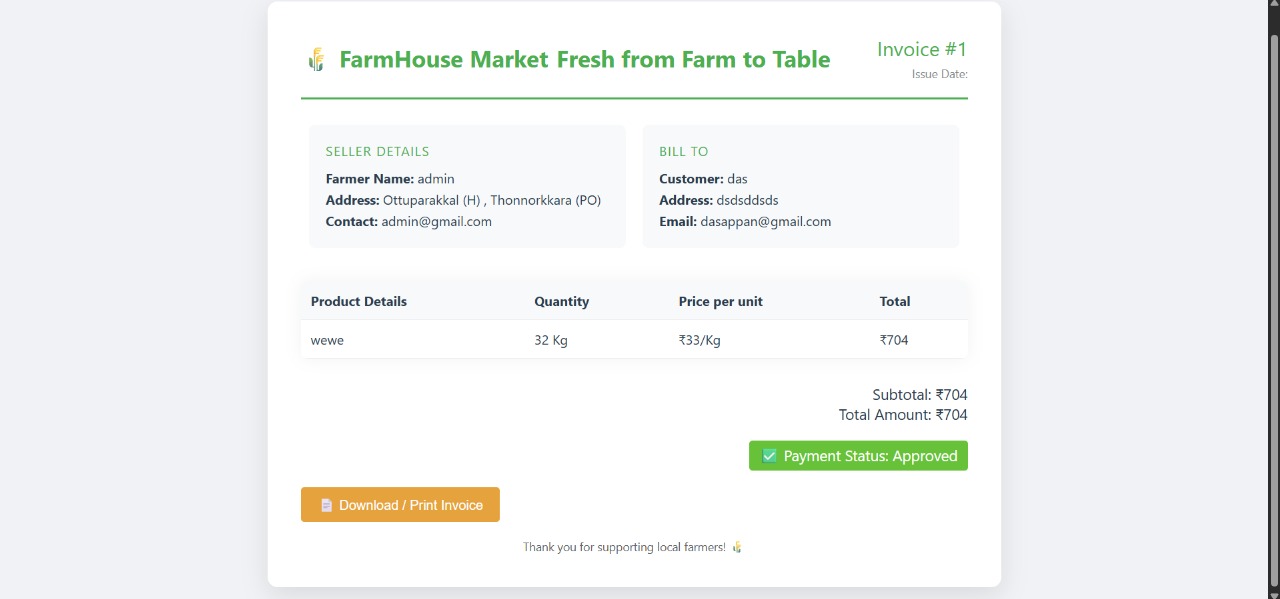 FarmHouse Market Fresh from Farm to Table
Invoice #1
Issue Date:
SELLER DETAILS
Farmer Name: admin
Address: Ottuparakkal (H) , Thonnorkkara (PO)
Contact: admin@gmail.com
BILL TO
Customer: das
Address: dsdsddsds
Email: dasappan@gmail.com
Product Details Quantity Price per unit Total
wewe 32 Kg ₹33/Kg ₹704
Subtotal: ₹704
Total Amount: ₹704
Payment Status: Approved
Download / Print Invoice
Thank you for supporting local farmers!